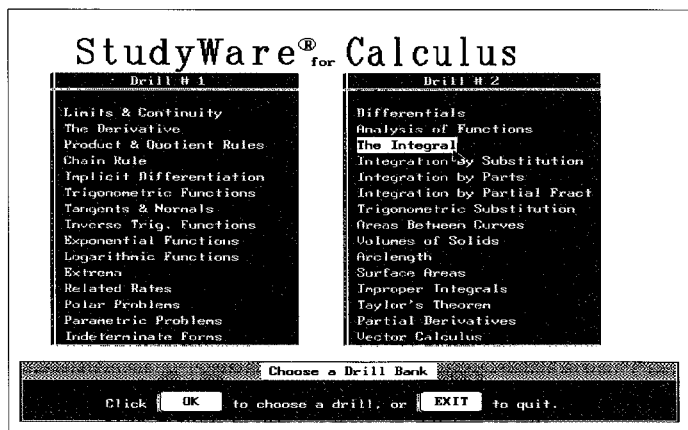 StudyWare® for Calculus
Drill # 1
Limits & Continuity
The Derivative
Product & Quotient Rules
Chain Rule
Implicit Differentiation
Trigonometric Functions
Tangents & Normals
Inverse Trig. Functions
Exponential Functions
Logarithmic Functions
Extrema
Related Rates
Polar Problems
Parametric Problems
Indeterminate Forms
Drill # 2
Differentials
Analysis of Functions
The Integral
Integration by Substitution
Integration by Parts
Integration by Partial Fract
Trigonometric Substitution
Areas Between Curves
Volumes of Solids
Arclength
Surface Areas
Improper Integrals
Taylor's Theorem
Partial Derivatives
Vector Calculus
Choose a Drill Bank
Click OK to choose a drill, or EXIT to quit.